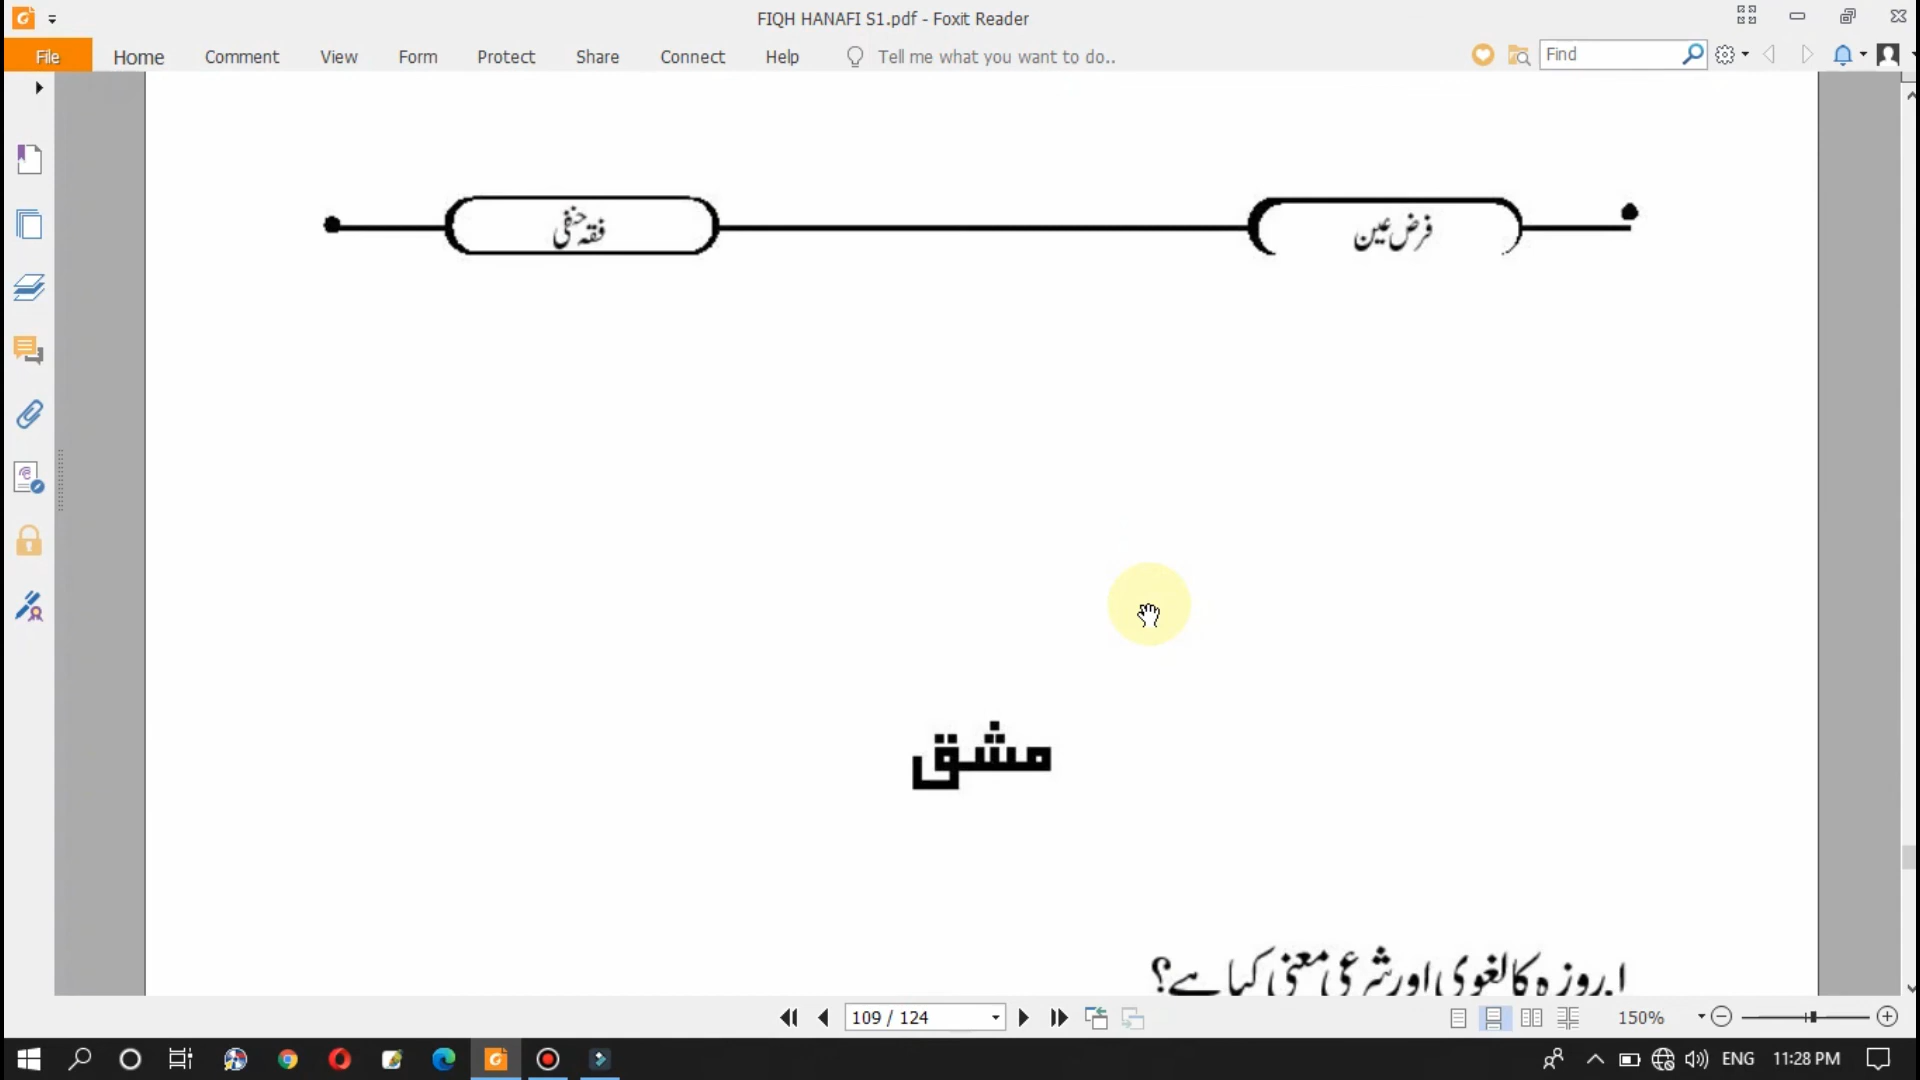 FIQH HANAFI S1.pdf - Foxit Reader
File Home Comment View Form Protect Share Connect Help Tell me what you want to do.. Find
فرض عین
فقہ حنفی
مشق
ا.روزہ کا لغوی اور شرعی معنی کیا ہے؟
109 / 124
150%
ENG 11:28 PM